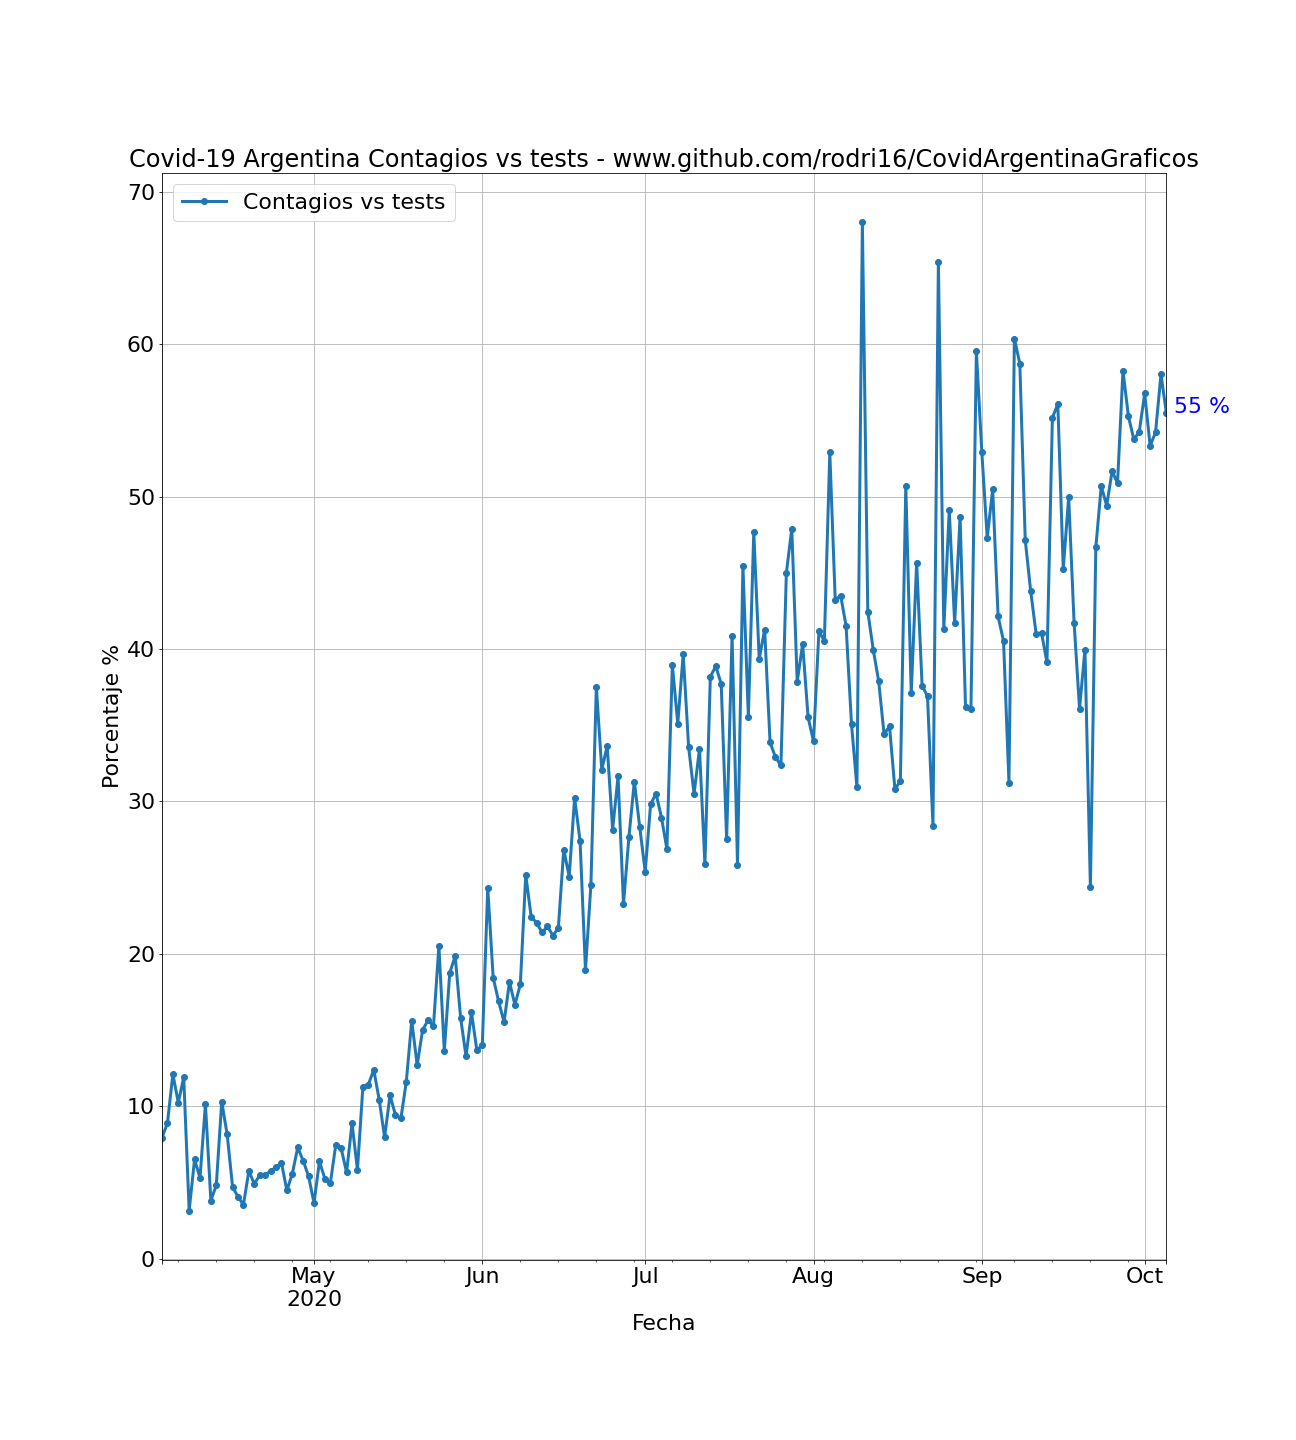 Covid-19 Argentina Contagios vs tests - www.github.com/rodri16/CovidArgentinaGraficos
Contagios vs tests
70
60
50
40
30
20
10
0
Porcentaje %
55 %
May Jun Jul Aug Sep Oct
2020
Fecha